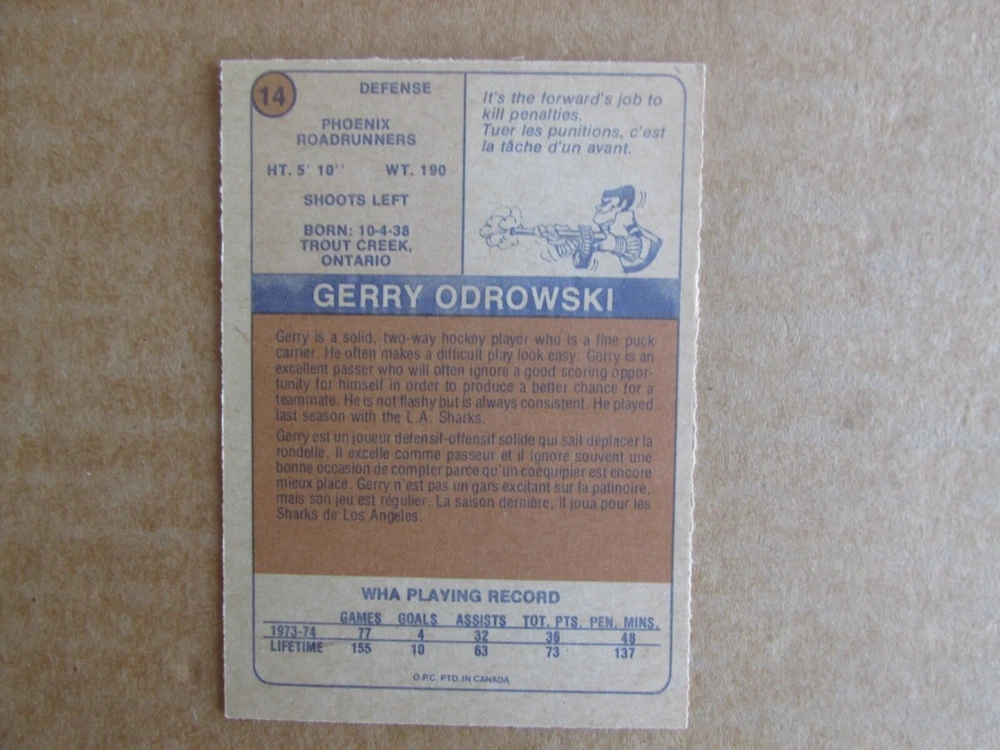 14
DEFENSE
PHOENIX
ROADRUNNERS
HT. 5' 10'' WT. 190
SHOOTS LEFT
BORN: 10-4-38
TROUT CREEK,
ONTARIO
It's the forward's job to
kill penalties.
Tuer les punitions, c'est
la tâche d'un avant.
GERRY ODROWSKI
Gerry is a solid, two-way hockey player who is a fine puck
carrier. He often makes a difficult play look easy. Gerry is an
excellent passer who will often ignore a good scoring oppor-
tunity for himself in order to produce a better chance for a
teammate. He is not flashy but is always consistent. He played
last season with the L.A. Sharks.
Gerry est un joueur défensif-offensif solide qui sait déplacer la
rondelle. Il excelle comme passeur et il ignore souvent une
bonne occasion de compter parce qu'un coéquipier est encore
mieux placé. Gerry n'est pas un gars excitant sur la patinoire,
mais son jeu est régulier. La saison dernière, il joua pour les
Sharks de Los Angeles.
WHA PLAYING RECORD
GAMES GOALS ASSISTS TOT. PTS. PEN. MINS.
1973-74 77 4 32 36 48
LIFETIME 155 10 63 73 137
O.P.C. PTD. IN CANADA